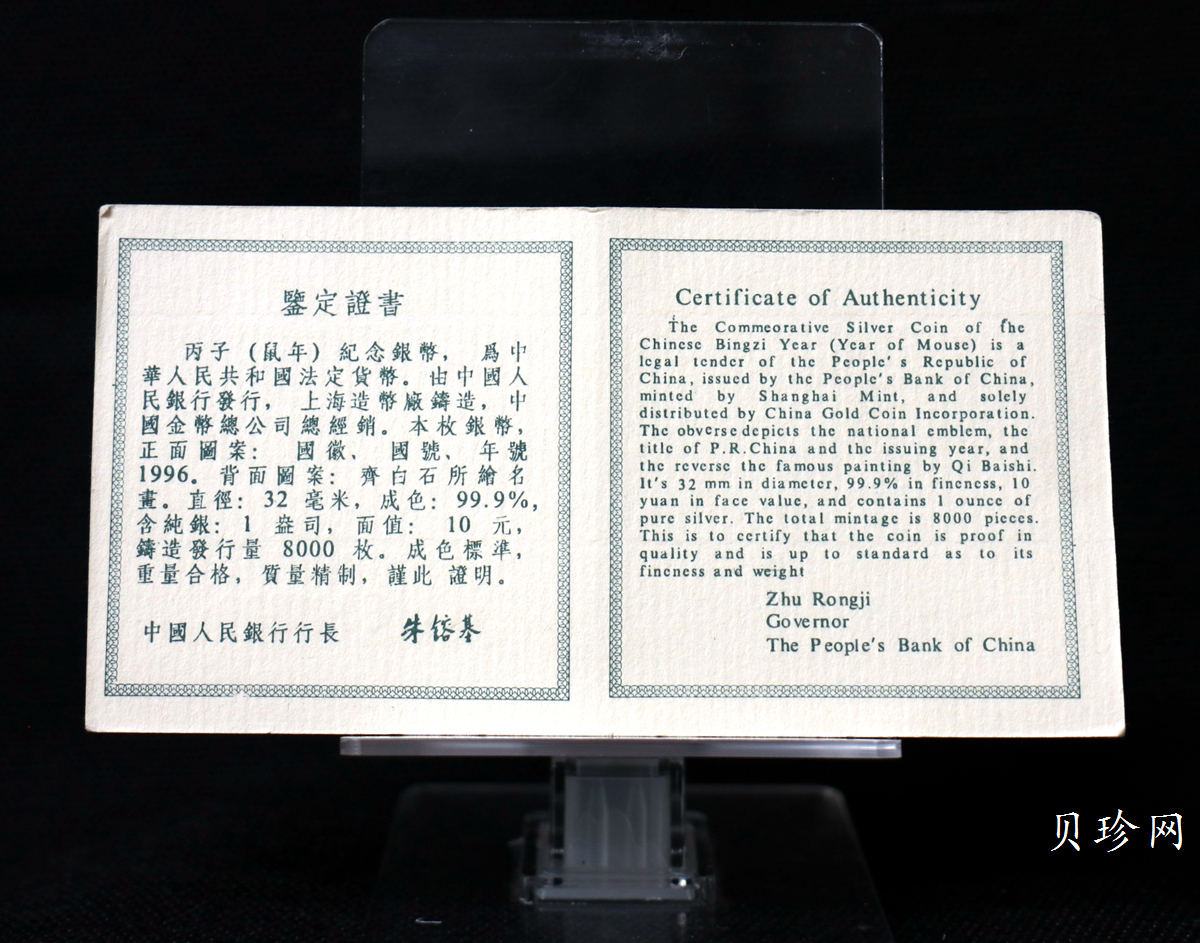 鑒定證書
丙子（鼠年）紀念銀幣，爲中
華人民共和國法定貨幣。由中國人
民銀行發行，上海造幣廠鑄造，中
國金幣總公司總經銷。本枚銀幣，
正面圖案：國徽、國號、年號
1996。背面圖案：齊白石所繪名
畫。直徑：32毫米，成色：99.9%，
含純銀：1盎司，面值：10元，
鑄造發行量 8000 枚。成色標準，
重量合格，質量精制，謹此 證明。
中國人民銀行行長 朱鎔基
Certificate of Authenticity
The Commeorative Silver Coin of the
Chinese Bingzi Year (Year of Mouse) is a
legal tender of the People's Republic of
China, issued by the People's Bank of China,
minted by Shanghai Mint, and solely
distributed by China Gold Coin Incorporation.
The obverse depicts the national emblem, the
title of P.R.China and the issuing year, and
the reverse the famous painting by Qi Baishi.
It's 32 mm in diameter, 99.9% in fineness, 10
yuan in face value, and contains 1 ounce of
pure silver. The total mintage is 8000 pieces.
This is to certify that the coin is proof in
quality and is up to standard as to its
fineness and weight
Zhu Rongji
Governor
The People's Bank of China
贝珍网